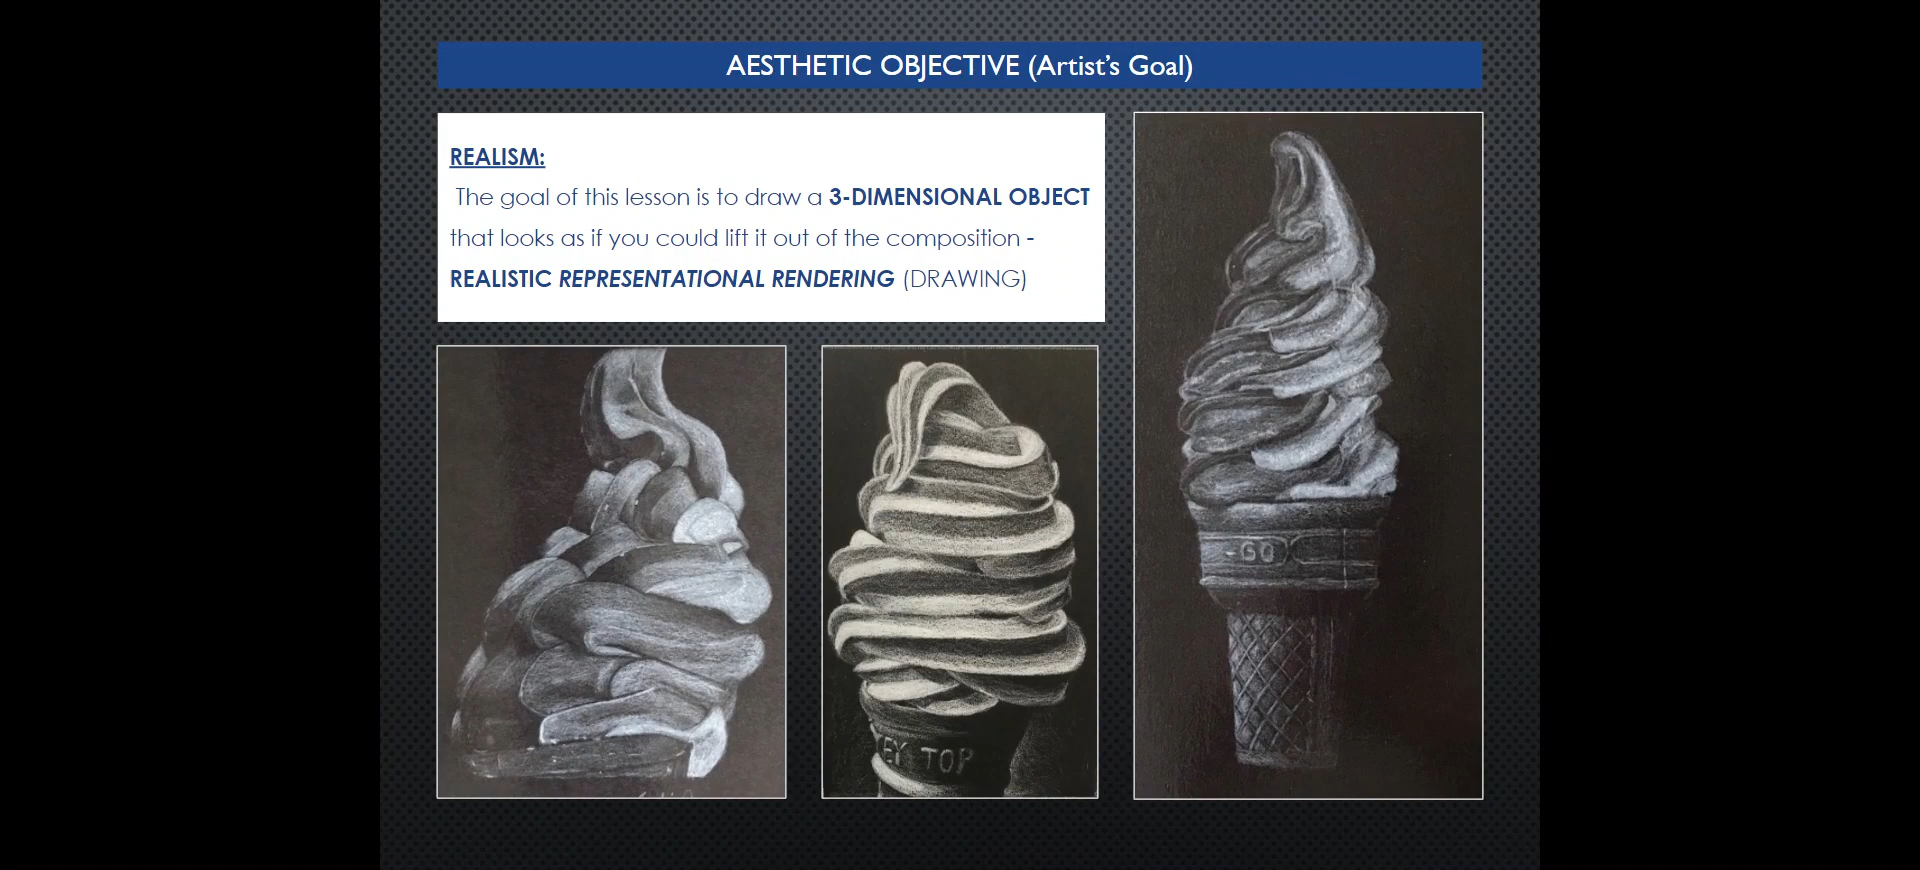 AESTHETIC OBJECTIVE (Artist's Goal)
REALISM:
The goal of this lesson is to draw a 3-DIMENSIONAL OBJECT
that looks as if you could lift it out of the composition -
REALISTIC REPRESENTATIONAL RENDERING (DRAWING)
EY TOP
-GO